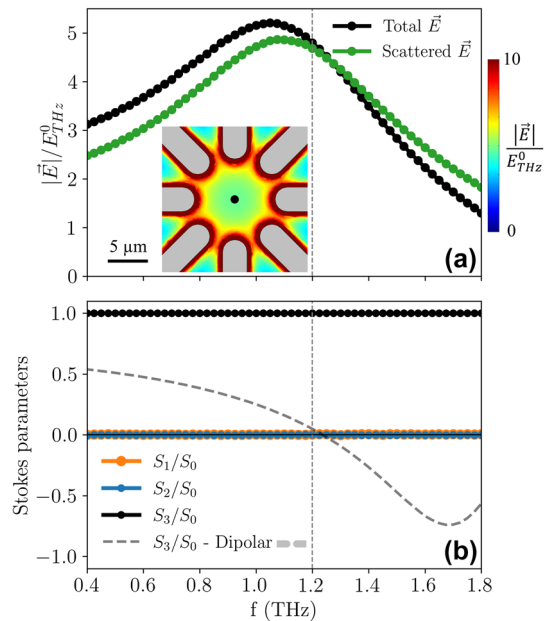 5
4
3
2
1
0
|E⃗|/E⁰_THz
Total E⃗
Scattered E⃗
5 µm
(a)
10
|E⃗|
E⁰_THz
0
1.0
0.5
0.0
−0.5
−1.0
Stokes parameters
S₁/S₀
S₂/S₀
S₃/S₀
S₃/S₀ - Dipolar
(b)
0.4 0.6 0.8 1.0 1.2 1.4 1.6 1.8
f (THz)